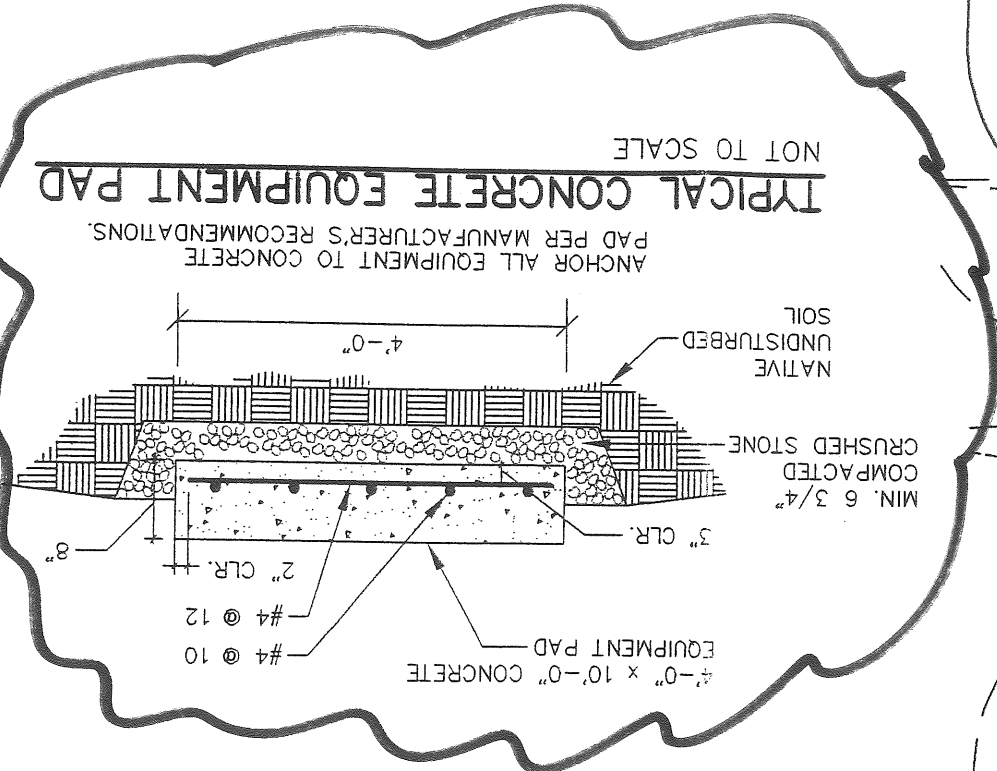 4'-0" x 10'-0" CONCRETE
EQUIPMENT PAD
#4 @ 10
#4 @ 12
2" CLR.
3" CLR.
8"
MIN. 6 3/4"
COMPACTED
CRUSHED STONE
NATIVE
UNDISTURBED
SOIL
4'-0"
ANCHOR ALL EQUIPMENT TO CONCRETE
PAD PER MANUFACTURER'S RECOMMENDATIONS.
TYPICAL CONCRETE EQUIPMENT PAD
NOT TO SCALE